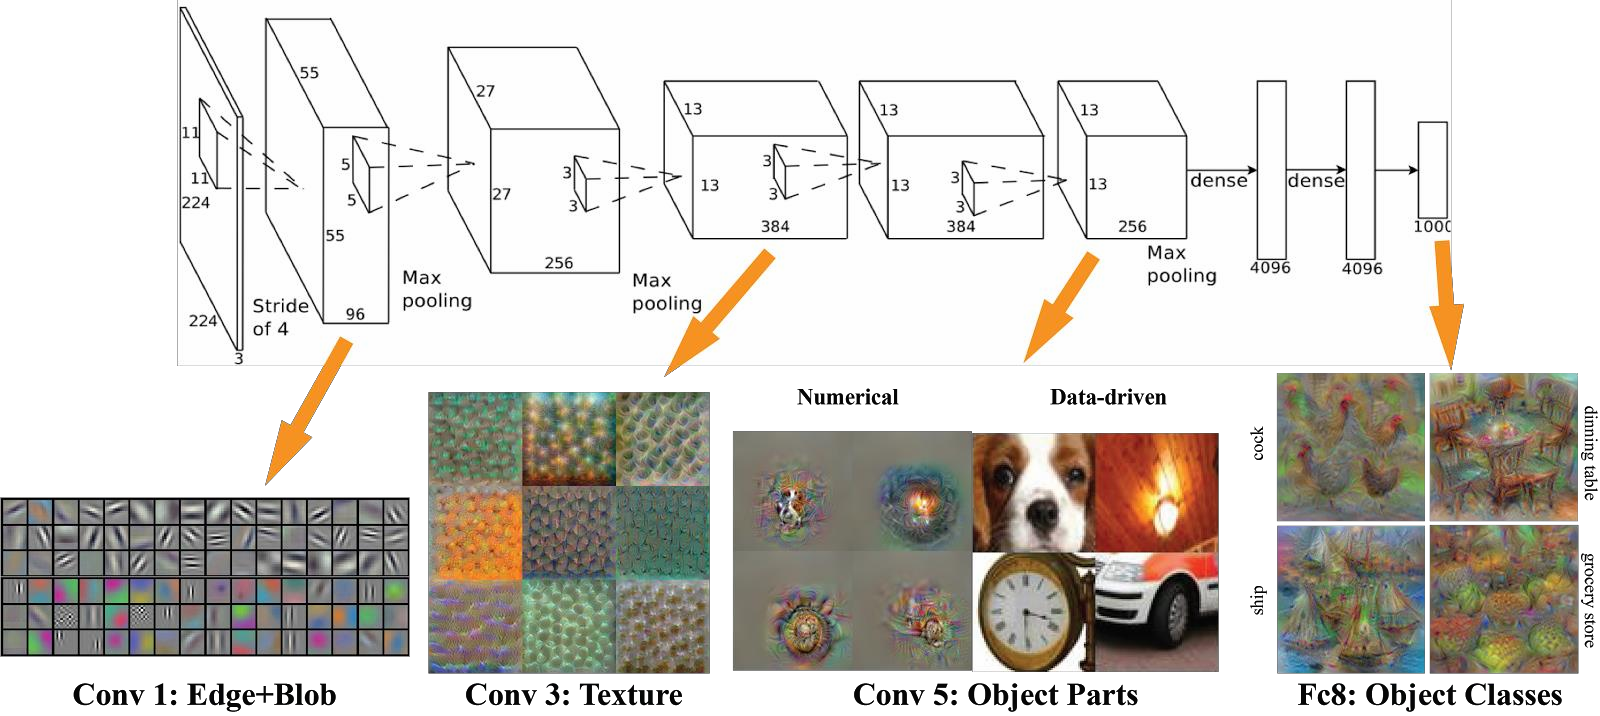 11
11
224
224
3
Stride
of 4
55
55
96
5
5
Max
pooling
27
27
256
3
3
Max
pooling
13
13
384
3
3
13
13
384
3
3
13
13
256
Max
pooling
dense
4096
dense
4096
1000
Numerical
Data-driven
cock
ship
dinning table
grocery store
Conv 1: Edge+Blob
Conv 3: Texture
Conv 5: Object Parts
Fc8: Object Classes